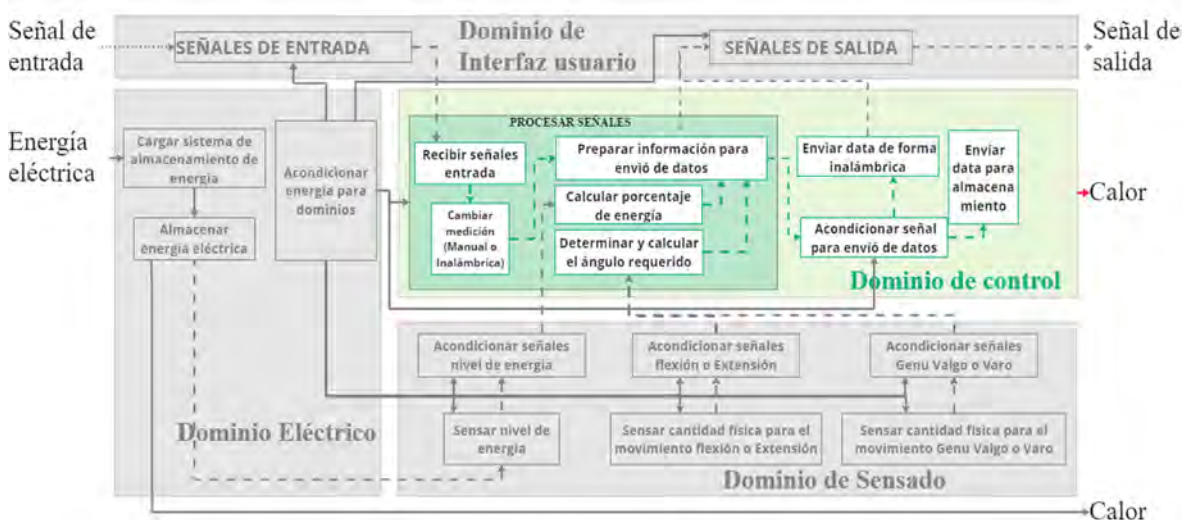 Señal de
entrada
SEÑALES DE ENTRADA
Dominio de
Interfaz usuario
SEÑALES DE SALIDA
Señal de
salida
Energía
eléctrica
Cargar sistema de
almacenamiento de
energía
Almacenar
energía eléctrica
Acondicionar
energía para
dominios
PROCESAR SEÑALES
Recibir señales
entrada
Cambiar
medición
(Manual o
Inalámbrica)
Preparar información para
envió de datos
Calcular porcentaje
de energía
Determinar y calcular
el ángulo requerido
Enviar data de forma
inalámbrica
Enviar
data para
almacena
miento
Acondicionar señal
para envió de datos
Dominio de control
Calor
Acondicionar señales
nivel de energía
Acondicionar señales
flexión o Extensión
Acondicionar señales
Genu Valgo o Varo
Dominio Eléctrico
Sensar nivel de
energía
Sensar cantidad física para el
movimiento flexión o Extensión
Sensar cantidad física para el
movimiento Genu Valgo o Varo
Dominio de Sensado
Calor